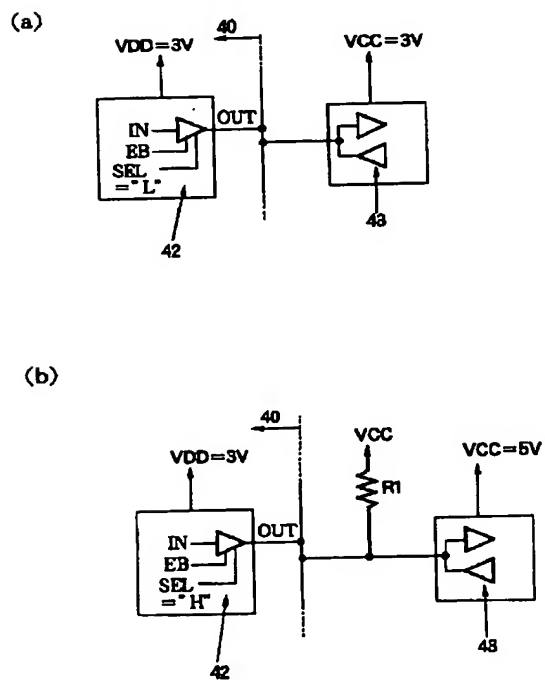 (a)
40
VDD=3V
VCC=3V
OUT
IN
EB
SEL
="L"
42
43
(b)
40
VDD=3V
VCC
VCC=5V
R1
OUT
IN
EB
SEL
="H"
42
43